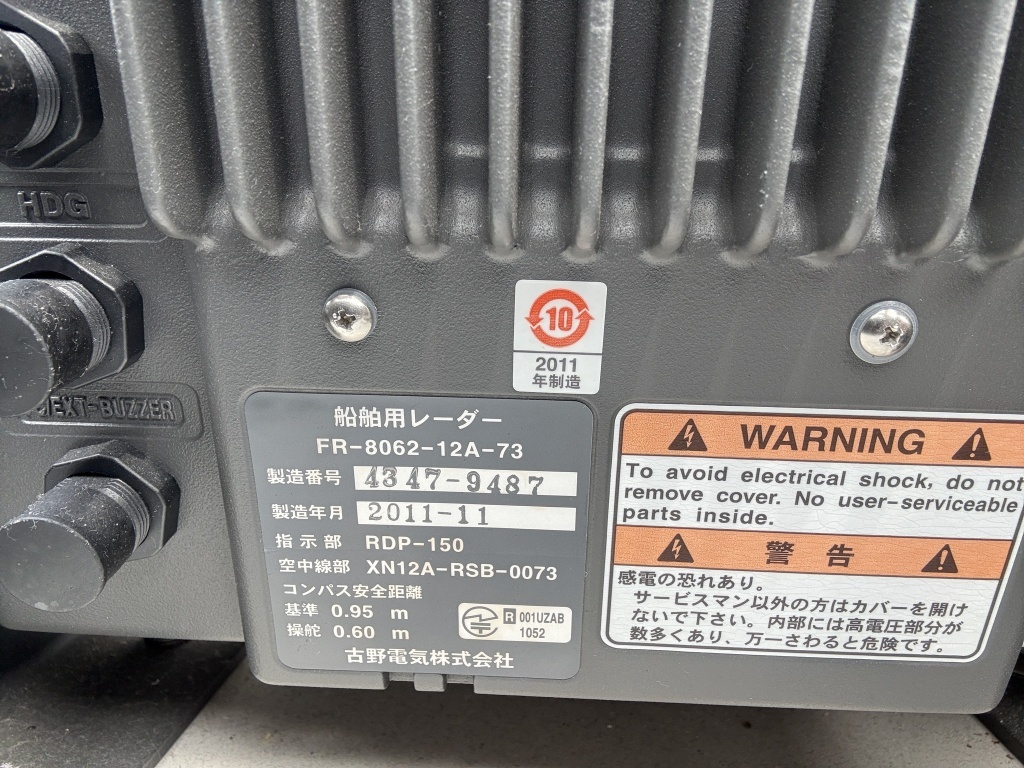 HDG
EXT-BUZZER
10
2011
年制造
船舶用レーダー
FR-8062-12A-73
製造番号 4347-9487
製造年月 2011-11
指示部 RDP-150
空中線部 XN12A-RSB-0073
コンパス安全距離
基準 0.95 m
操舵 0.60 m
R 001UZAB
1052
古野電気株式会社
WARNING
To avoid electrical shock, do not
remove cover. No user-serviceable
parts inside.
警告
感電の恐れあり。
サービスマン以外の方はカバーを開け
ないで下さい。内部には高電圧部分が
数多くあり、万一さわると危険です。